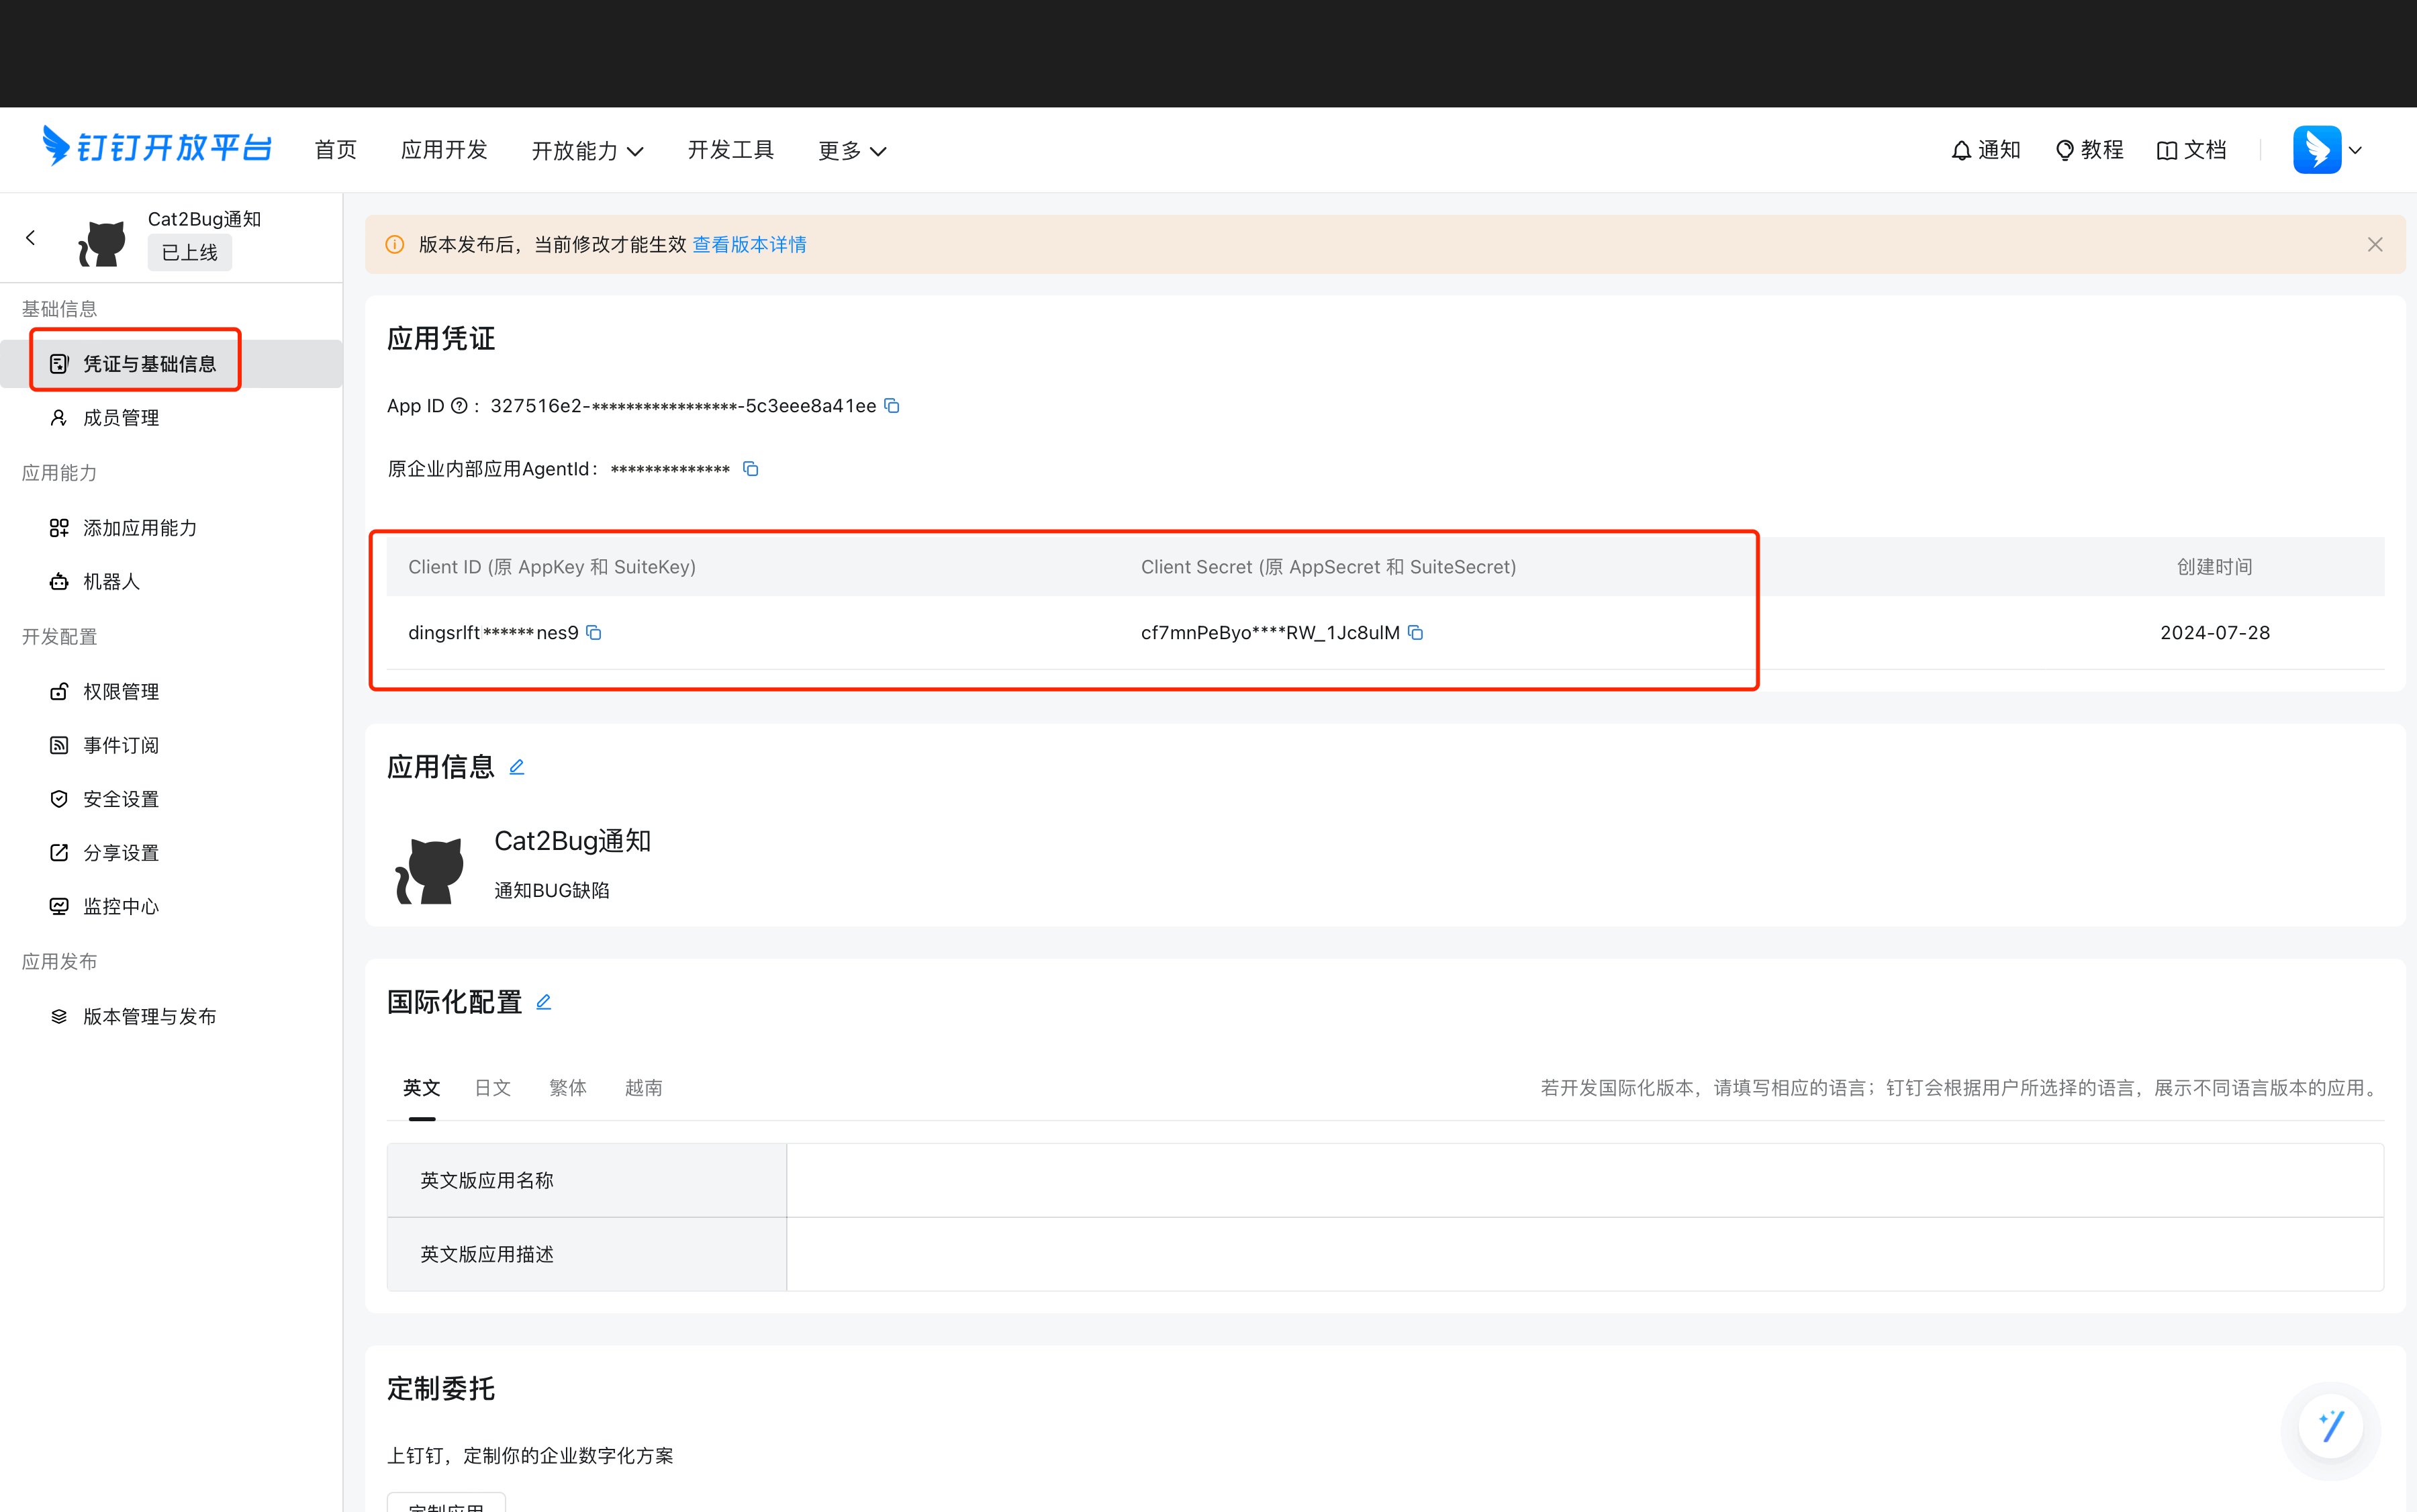 钉钉开放平台 首页 应用开发 开放能力 开发工具 更多 通知 教程 文档
Cat2Bug通知
已上线
基础信息
凭证与基础信息
成员管理
应用能力
添加应用能力
机器人
开发配置
权限管理
事件订阅
安全设置
分享设置
监控中心
应用发布
版本管理与发布
版本发布后，当前修改才能生效 查看版本详情
应用凭证
App ID ： 327516e2-*****************-5c3eee8a41ee
原企业内部应用AgentId： **************
Client ID (原 AppKey 和 SuiteKey) Client Secret (原 AppSecret 和 SuiteSecret) 创建时间
dingsrlft******nes9 cf7mnPeByo****RW_1Jc8ulM 2024-07-28
应用信息
Cat2Bug通知
通知BUG缺陷
国际化配置
英文 日文 繁体 越南 若开发国际化版本，请填写相应的语言；钉钉会根据用户所选择的语言，展示不同语言版本的应用。
英文版应用名称
英文版应用描述
定制委托
上钉钉，定制你的企业数字化方案
定制应用